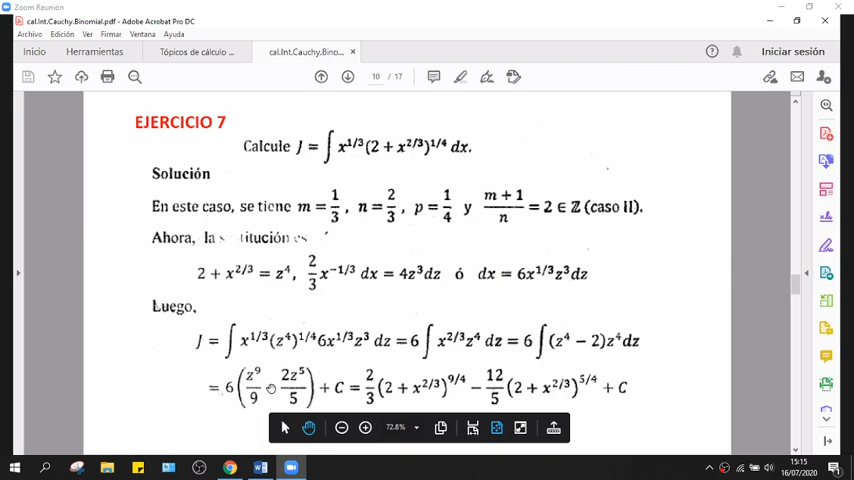 Zoom Reunión
cal.Int.Cauchy.Binomial.pdf - Adobe Acrobat Pro DC
Archivo Edición Ver Firmar Ventana Ayuda
Inicio Herramientas Tópicos de cálculo ... cal.Int.Cauchy.Bino... × Iniciar sesión
10 / 17
EJERCICIO 7
Calcule J = ∫ x^{1/3}(2 + x^{2/3})^{1/4} dx.
Solución
En este caso, se tiene m = 1/3 , n = 2/3 , p = 1/4 y (m + 1)/n = 2 ∈ ℤ (caso II).
Ahora, la
2 + x^{2/3} = z^4, 2/3 x^{-1/3} dx = 4z^3dz ó dx = 6x^{1/3}z^3dz
Luego,
J = ∫ x^{1/3}(z^4)^{1/4}6x^{1/3}z^3 dz = 6 ∫ x^{2/3}z^4 dz = 6 ∫(z^4 − 2)z^4dz
= 6(z^9/9 - 2z^5/5) + C = 2/3(2 + x^{2/3})^{9/4} − 12/5(2 + x^{2/3})^{5/4} + C
72.8%
15:15
16/07/2020